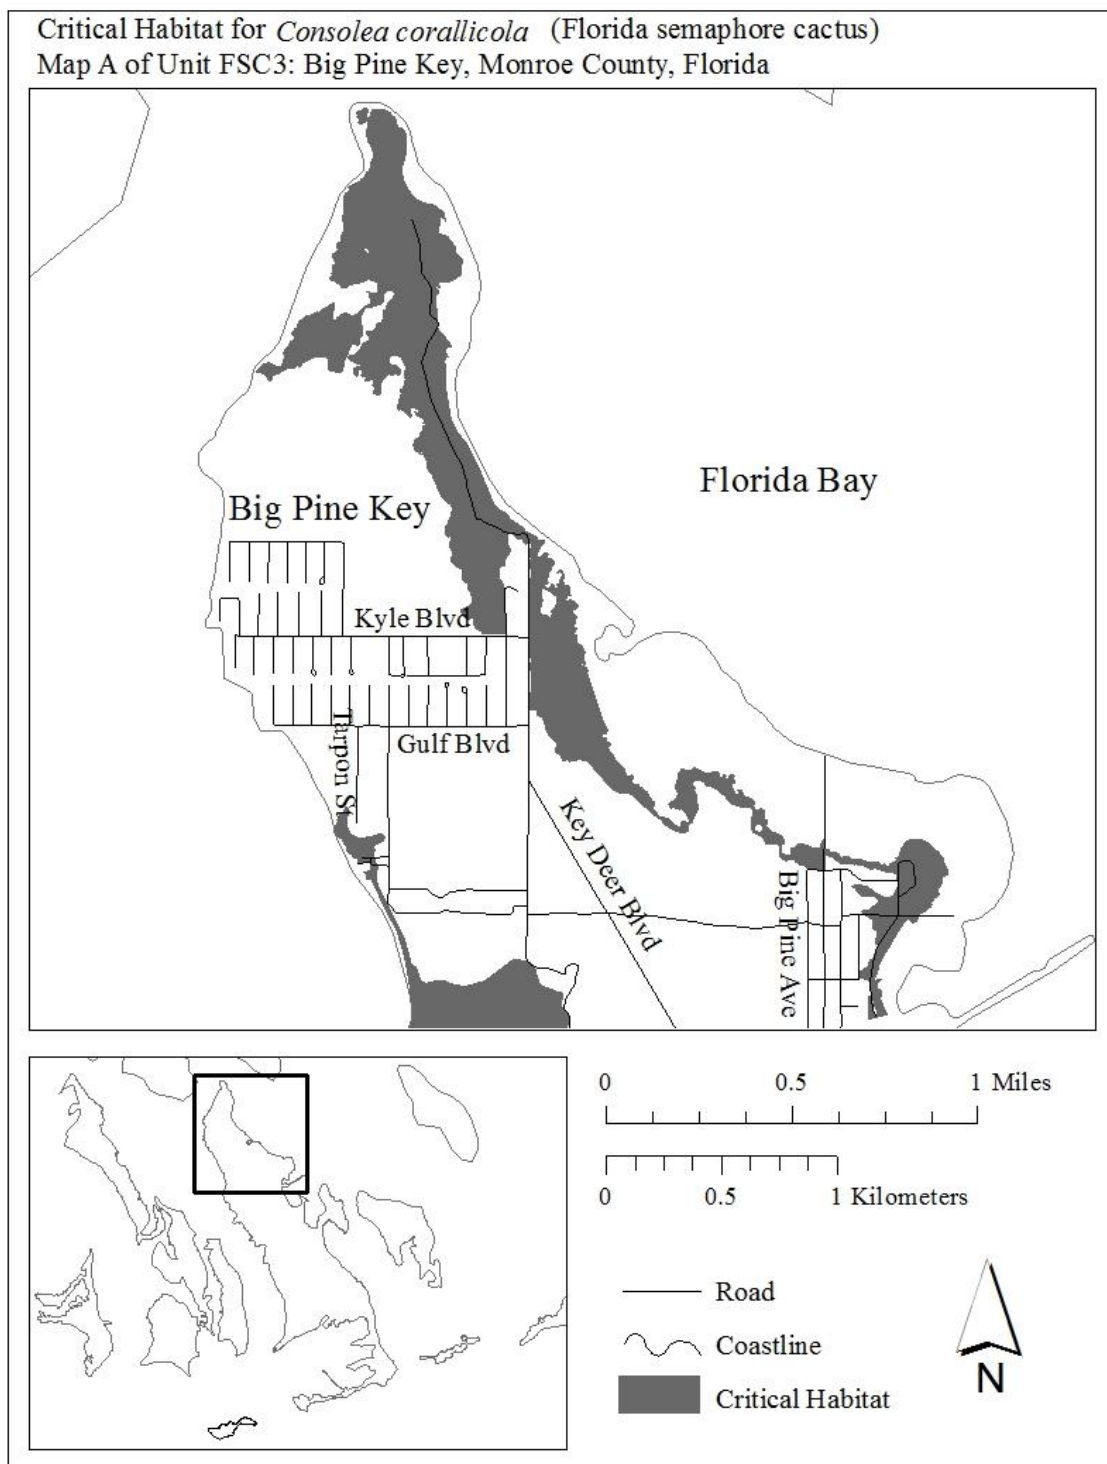 Critical Habitat for Consolea corallicola (Florida semaphore cactus)
Map A of Unit FSC3: Big Pine Key, Monroe County, Florida
Florida Bay
Big Pine Key
Kyle Blvd
Tarpon St
Gulf Blvd
Key Deer Blvd
Big Pine Ave
0 0.5 1 Miles
0 0.5 1 Kilometers
Road
Coastline
Critical Habitat
N